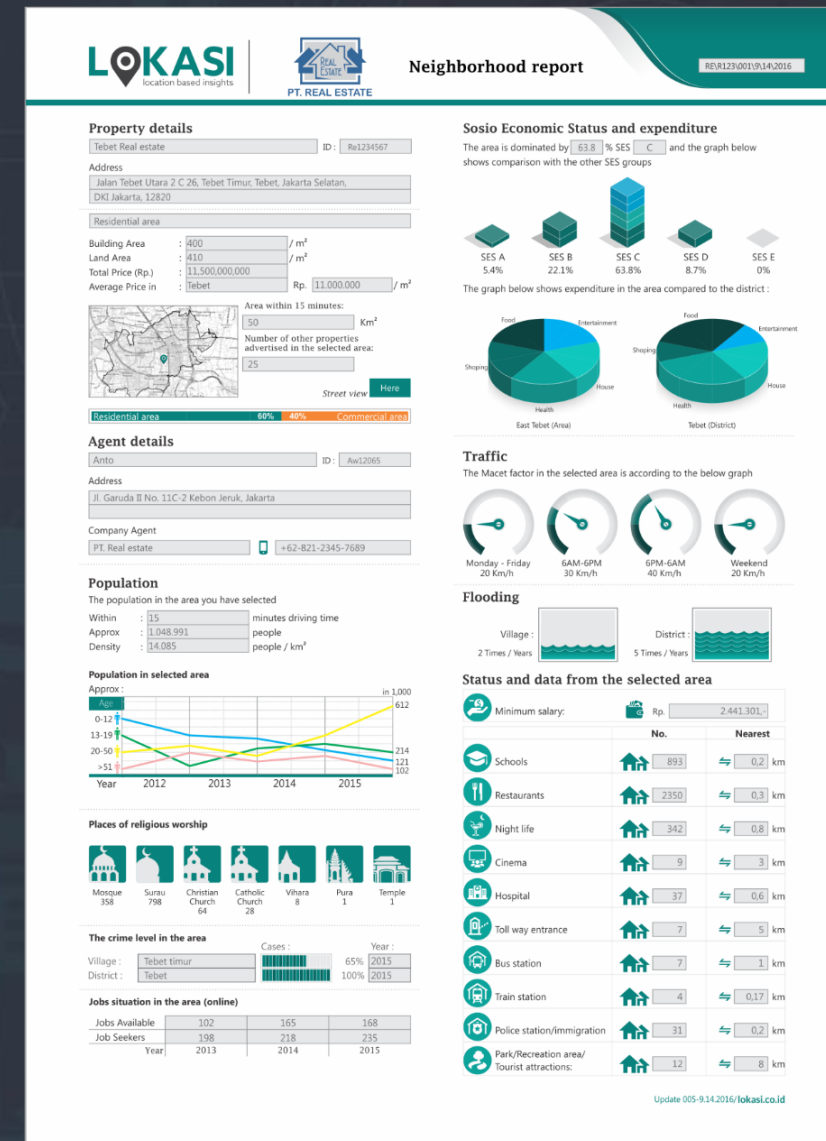 LOKASI
location based insights
REAL
ESTATE
PT. REAL ESTATE
Neighborhood report
RE\R123\001\9\14\2016
Property details
Tebet Real estate ID : Re1234567
Address
Jalan Tebet Utara 2 C 26, Tebet Timur, Tebet, Jakarta Selatan,
DKI Jakarta, 12820
Residential area
Building Area : 400 / m²
Land Area : 410 / m²
Total Price (Rp.) : 11,500,000,000
Average Price in : Tebet Rp. 11.000.000 / m²
Area within 15 minutes:
50 Km²
Number of other properties
advertised in the selected area:
25
Street view Here
Residential area 60% 40% Commercial area
Agent details
Anto ID : Aw12065
Address
Jl. Garuda II No. 11C-2 Kebon Jeruk, Jakarta
Company Agent
PT. Real estate +62-821-2345-7689
Population
The population in the area you have selected
Within : 15 minutes driving time
Approx : 1.048.991 people
Density : 14.085 people / km²
Population in selected area
Approx : in 1,000
Age 612
0-12
13-19
20-50 214
>51 121
102
Year 2012 2013 2014 2015
Places of religious worship
Mosque 358
Surau 798
Christian Church 64
Catholic Church 28
Vihara 8
Pura 1
Temple 1
The crime level in the area
Cases : Year :
Village : Tebet timur 65% 2015
District : Tebet 100% 2015
Jobs situation in the area (online)
Jobs Available 102 165 168
Job Seekers 198 218 235
Year 2013 2014 2015
Sosio Economic Status and expenditure
The area is dominated by 63.8 % SES C and the graph below
shows comparison with the other SES groups
SES A SES B SES C SES D SES E
5.4% 22.1% 63.8% 8.7% 0%
The graph below shows expenditure in the area compared to the district :
Food Entertainment Shoping House Health
East Tebet (Area)
Food Entertainment Shoping House Health
Tebet (District)
Traffic
The Macet factor in the selected area is according to the below graph
Monday - Friday 6AM-6PM 6PM-6AM Weekend
20 Km/h 30 Km/h 40 Km/h 20 Km/h
Flooding
Village : District :
2 Times / Years 5 Times / Years
Status and data from the selected area
Minimum salary: Rp. 2.441.301,-
No. Nearest
Schools 893 0,2 km
Restaurants 2350 0,3 km
Night life 342 0,8 km
Cinema 9 3 km
Hospital 37 0,6 km
Toll way entrance 7 5 km
Bus station 7 1 km
Train station 4 0,17 km
Police station/immigration 31 0,2 km
Park/Recreation area/
Tourist attractions: 12 8 km
Update 005-9.14.2016/lokasi.co.id